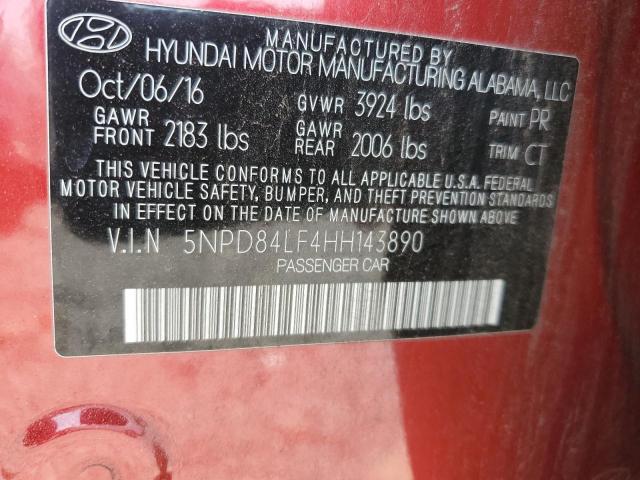 MANUFACTURED BY
HYUNDAI MOTOR MANUFACTURING ALABAMA, LLC
Oct/06/16 GVWR 3924 lbs PAINT PR
GAWR FRONT 2183 lbs GAWR REAR 2006 lbs TRIM CT
THIS VEHICLE CONFORMS TO ALL APPLICABLE U.S.A. FEDERAL
MOTOR VEHICLE SAFETY, BUMPER, AND THEFT PREVENTION STANDARDS
IN EFFECT ON THE DATE OF MANUFACTURE SHOWN ABOVE.
V.I.N 5NPD84LF4HH143890
PASSENGER CAR